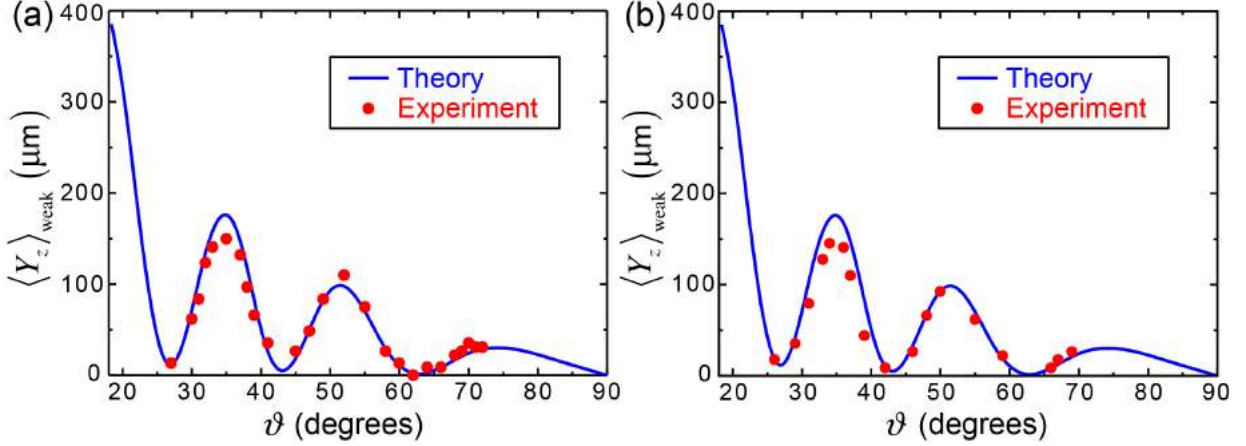 (a)
400
300
200
100
0
20 30 40 50 60 70 80 90
⟨Y_z⟩_weak (μm)
ϑ (degrees)
Theory
Experiment
(b)
400
300
200
100
0
20 30 40 50 60 70 80 90
⟨Y_z⟩_weak (μm)
ϑ (degrees)
Theory
Experiment